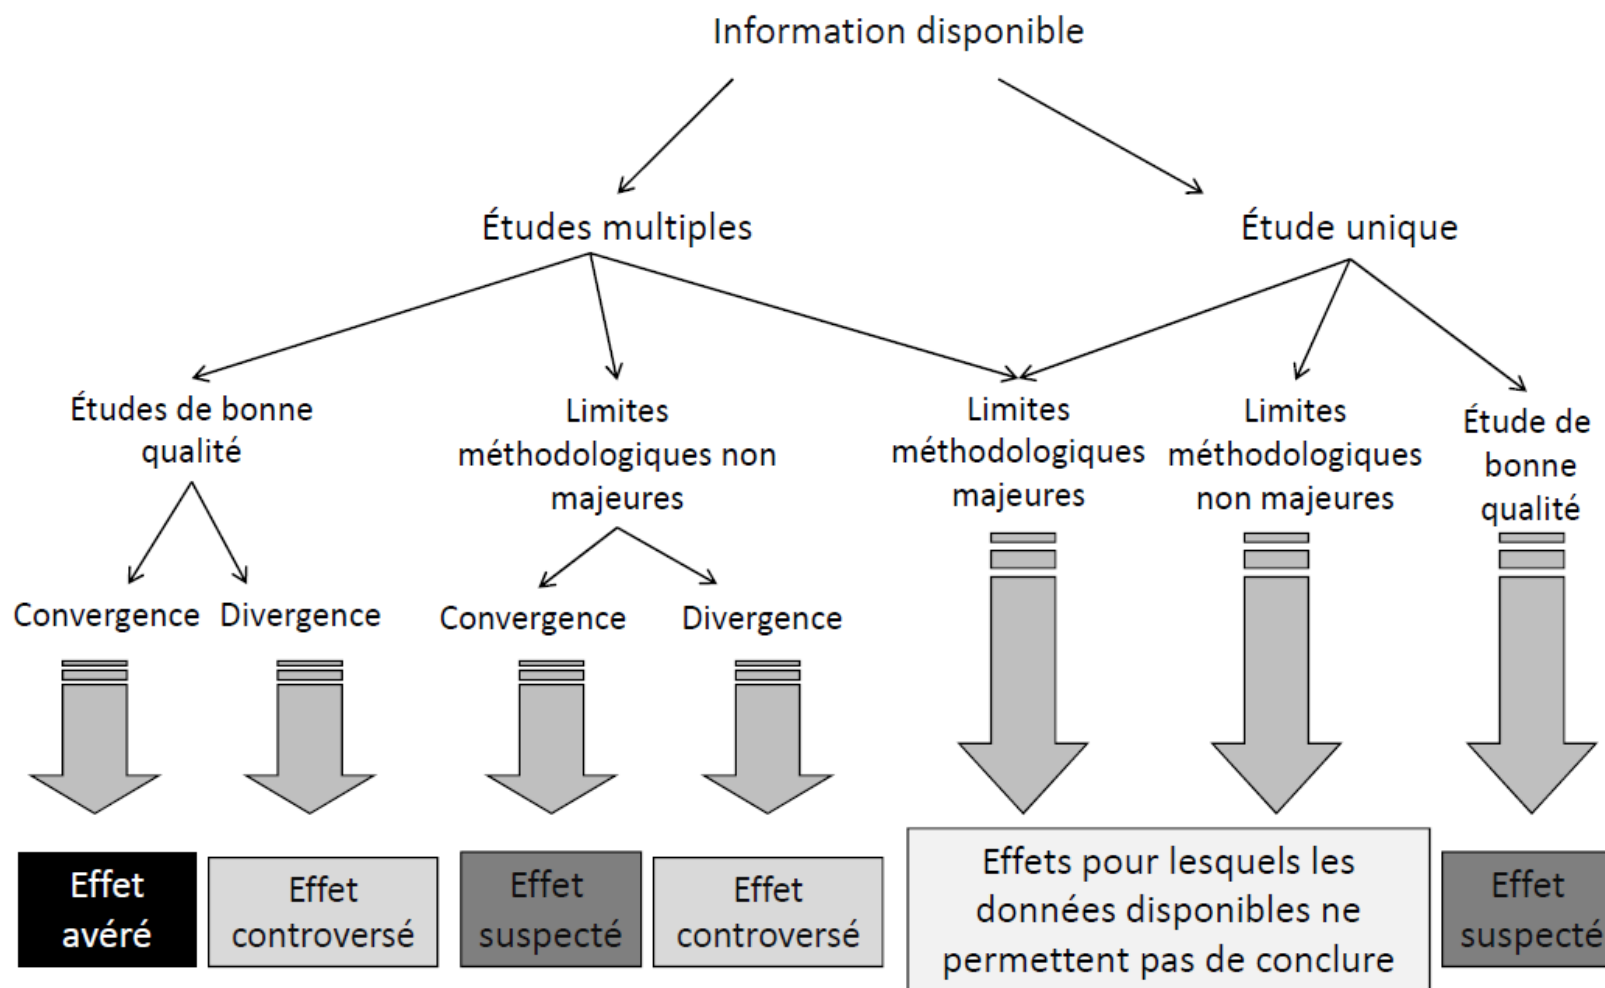 Information disponible
Études multiples
Étude unique
Études de bonne
qualité
Limites
méthodologiques non
majeures
Limites
méthodologiques
majeures
Limites
méthodologiques
non majeures
Étude de
bonne
qualité
Convergence
Divergence
Convergence
Divergence
Effet
avéré
Effet
controversé
Effet
suspecté
Effet
controversé
Effets pour lesquels les
données disponibles ne
permettent pas de conclure
Effet
suspecté